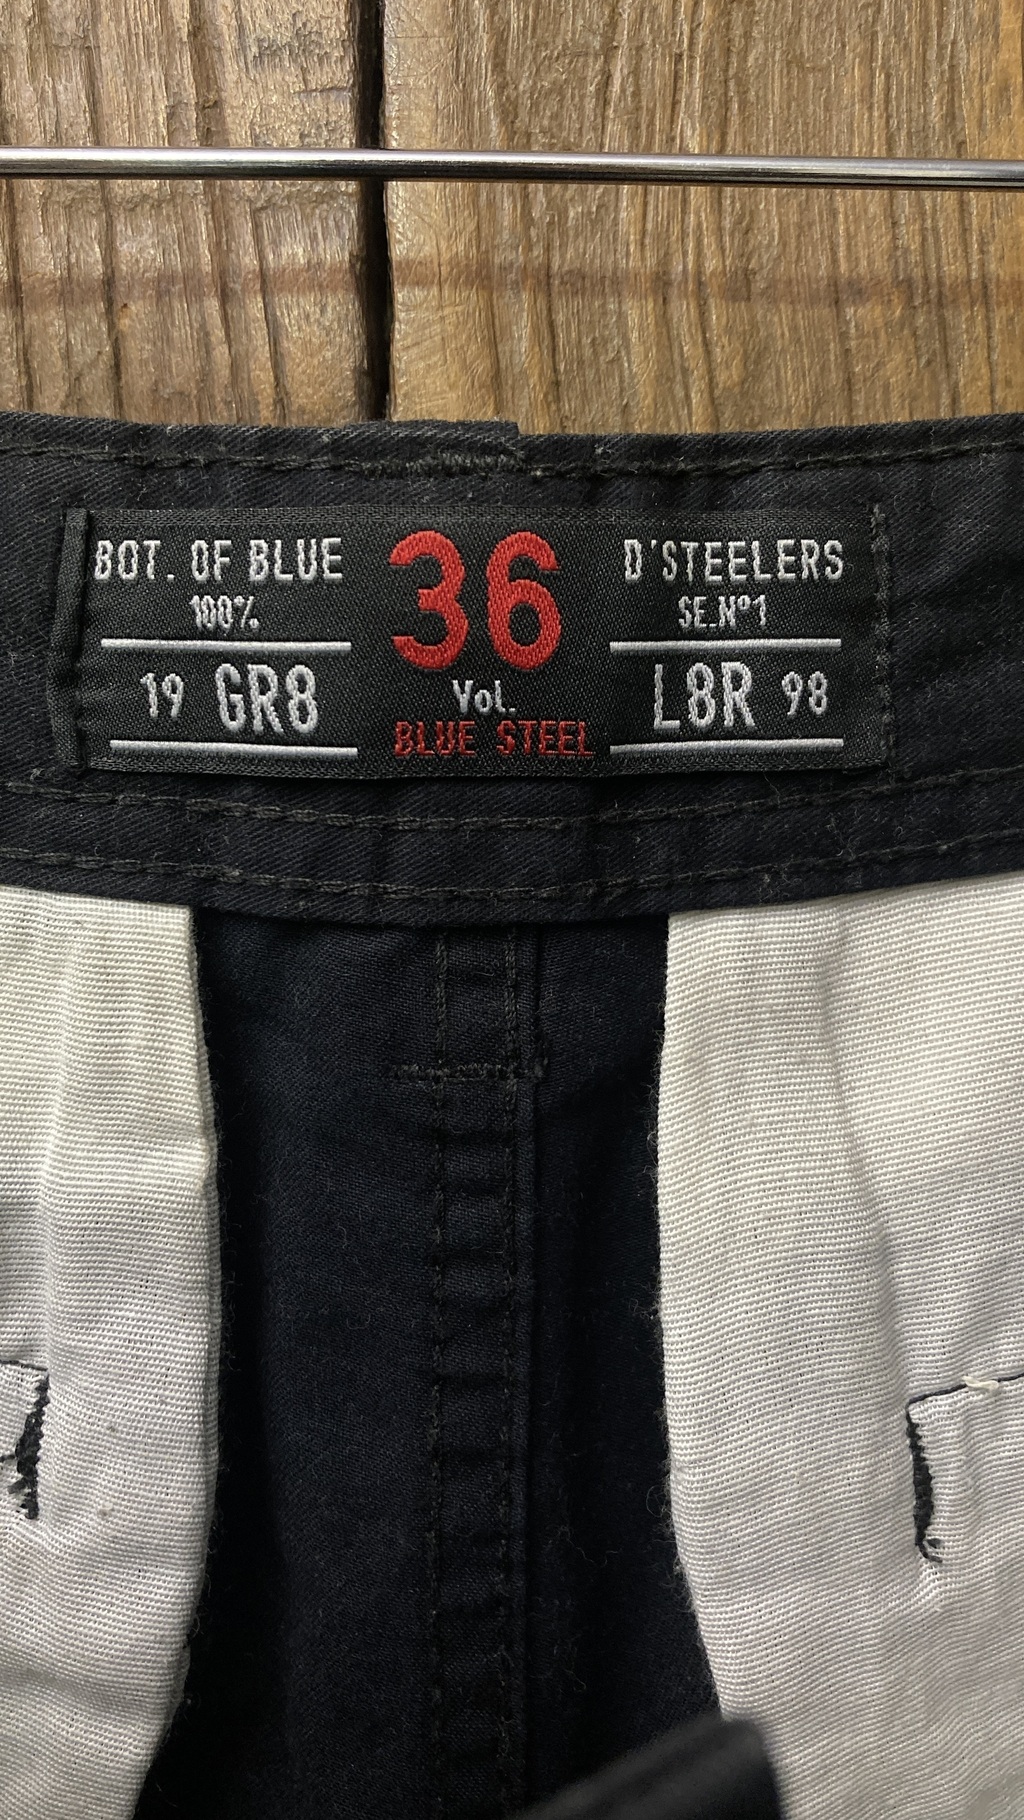 BOT. OF BLUE
100%
19 GR8
36
Vol.
BLUE STEEL
D'STEELERS
SE.Nº1
L8R 98